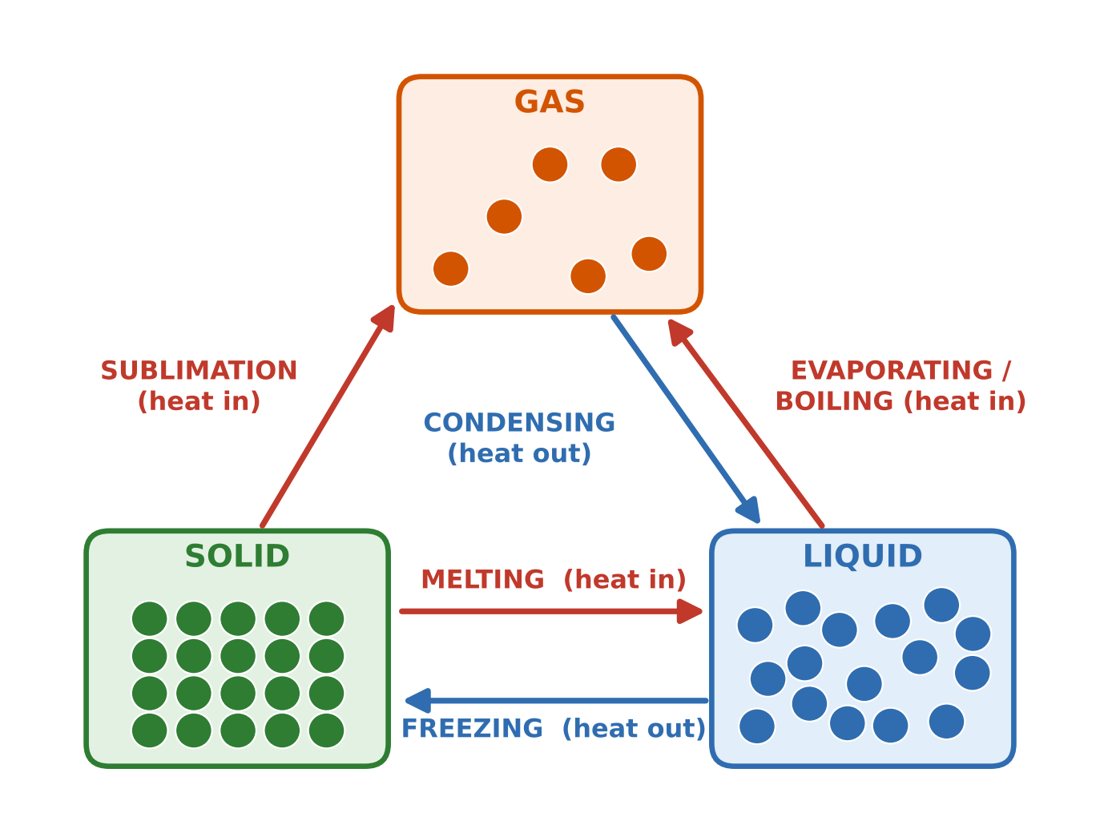 GAS
SUBLIMATION
(heat in)
EVAPORATING /
BOILING (heat in)
CONDENSING
(heat out)
SOLID
MELTING  (heat in)
LIQUID
FREEZING  (heat out)